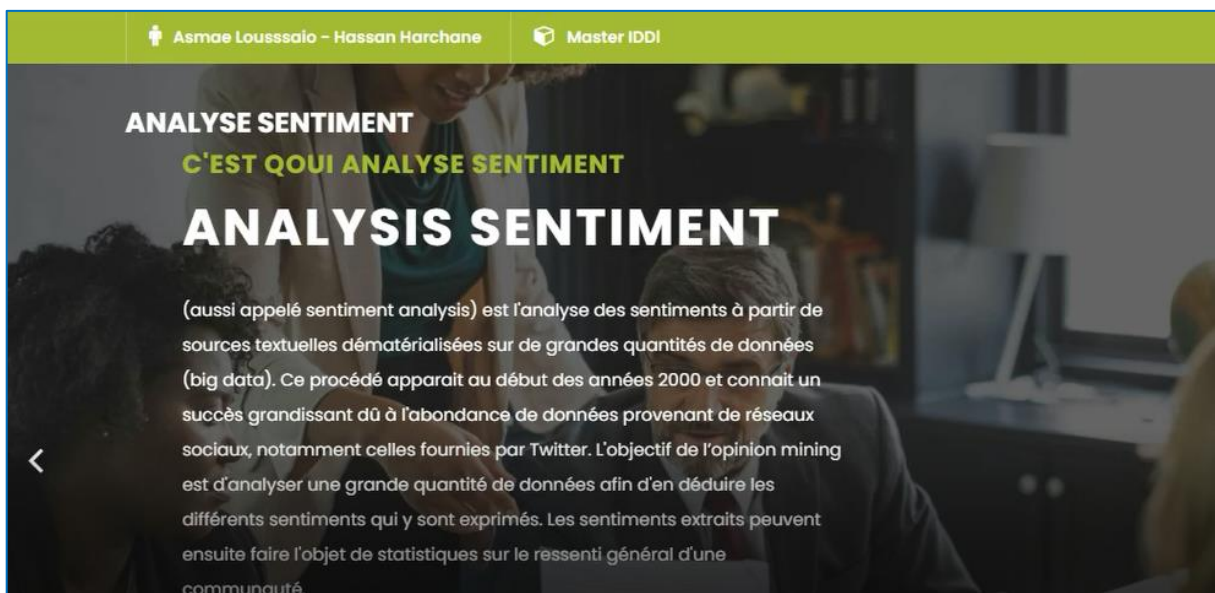 Asmae Lousssaio - Hassan Harchane
Master IDDI
ANALYSE SENTIMENT
C'EST QOUI ANALYSE SENTIMENT
ANALYSIS SENTIMENT
(aussi appelé sentiment analysis) est l'analyse des sentiments à partir de
sources textuelles dématérialisées sur de grandes quantités de données
(big data). Ce procédé apparait au début des années 2000 et connait un
succès grandissant dû à l'abondance de données provenant de réseaux
sociaux, notamment celles fournies par Twitter. L'objectif de l'opinion mining
est d'analyser une grande quantité de données afin d'en déduire les
différents sentiments qui y sont exprimés. Les sentiments extraits peuvent
ensuite faire l'objet de statistiques sur le ressenti général d'une
communauté.